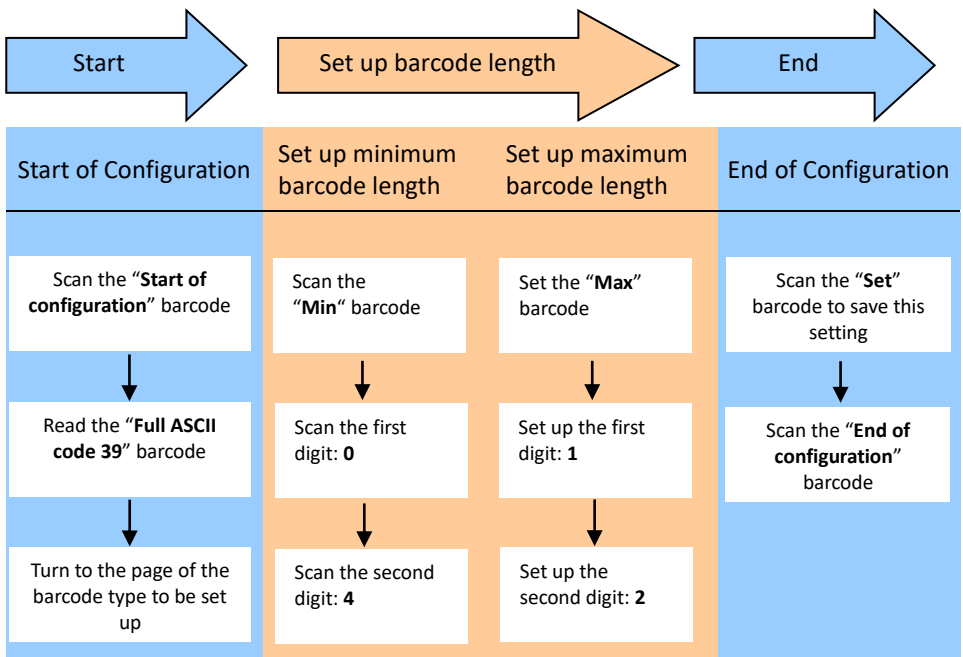 Start
Set up barcode length
End
Start of Configuration
Set up minimum
barcode length
Set up maximum
barcode length
End of Configuration
Scan the “Start of
configuration” barcode
Read the “Full ASCII
code 39” barcode
Turn to the page of the
barcode type to be set
up
Scan the
“Min“ barcode
Scan the first
digit: 0
Scan the second
digit: 4
Set the “Max”
barcode
Set up the first
digit: 1
Set up the
second digit: 2
Scan the “Set”
barcode to save this
setting
Scan the “End of
configuration”
barcode